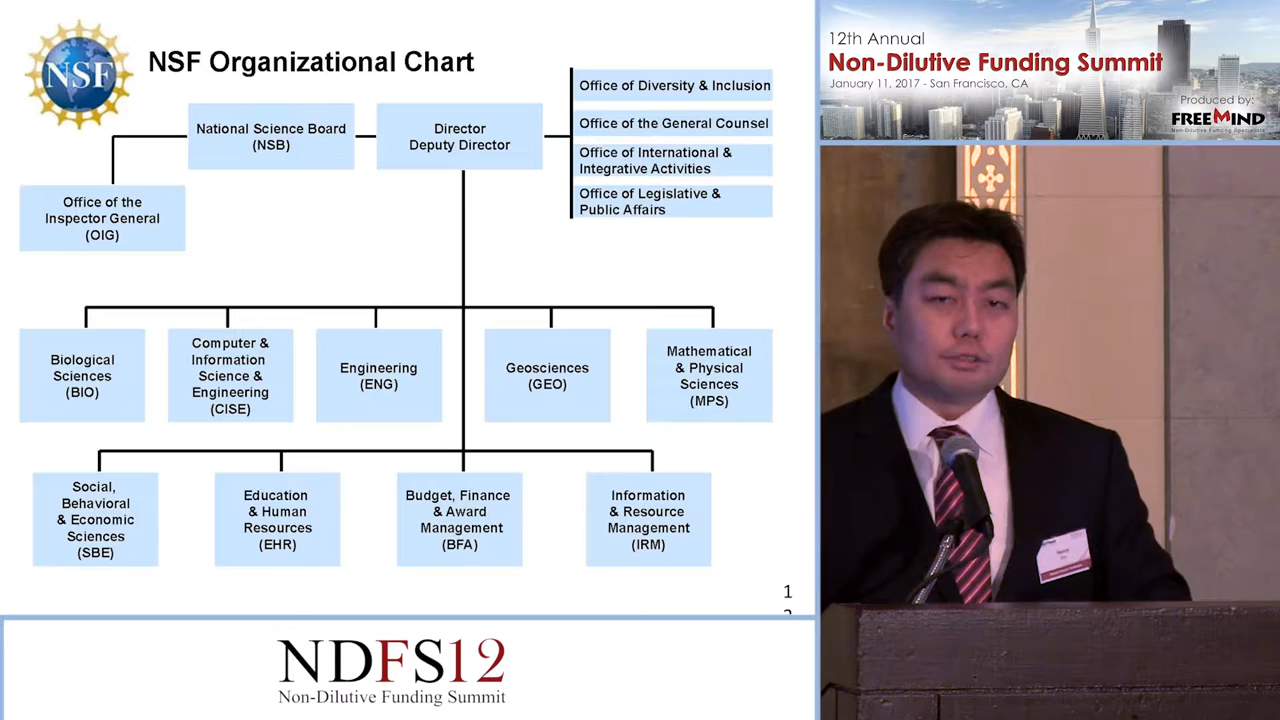 NSF
NSF Organizational Chart
National Science Board
(NSB)
Director
Deputy Director
Office of Diversity & Inclusion
Office of the General Counsel
Office of International &
Integrative Activities
Office of Legislative &
Public Affairs
Office of the
Inspector General
(OIG)
Biological
Sciences
(BIO)
Computer &
Information
Science &
Engineering
(CISE)
Engineering
(ENG)
Geosciences
(GEO)
Mathematical
& Physical
Sciences
(MPS)
Social,
Behavioral
& Economic
Sciences
(SBE)
Education
& Human
Resources
(EHR)
Budget, Finance
& Award
Management
(BFA)
Information
& Resource
Management
(IRM)
1
NDFS12
Non-Dilutive Funding Summit
12th Annual
Non-Dilutive Funding Summit
January 11, 2017 - San Francisco, CA
Produced by:
FREEMIND
Non-Dilutive Funding Specialists